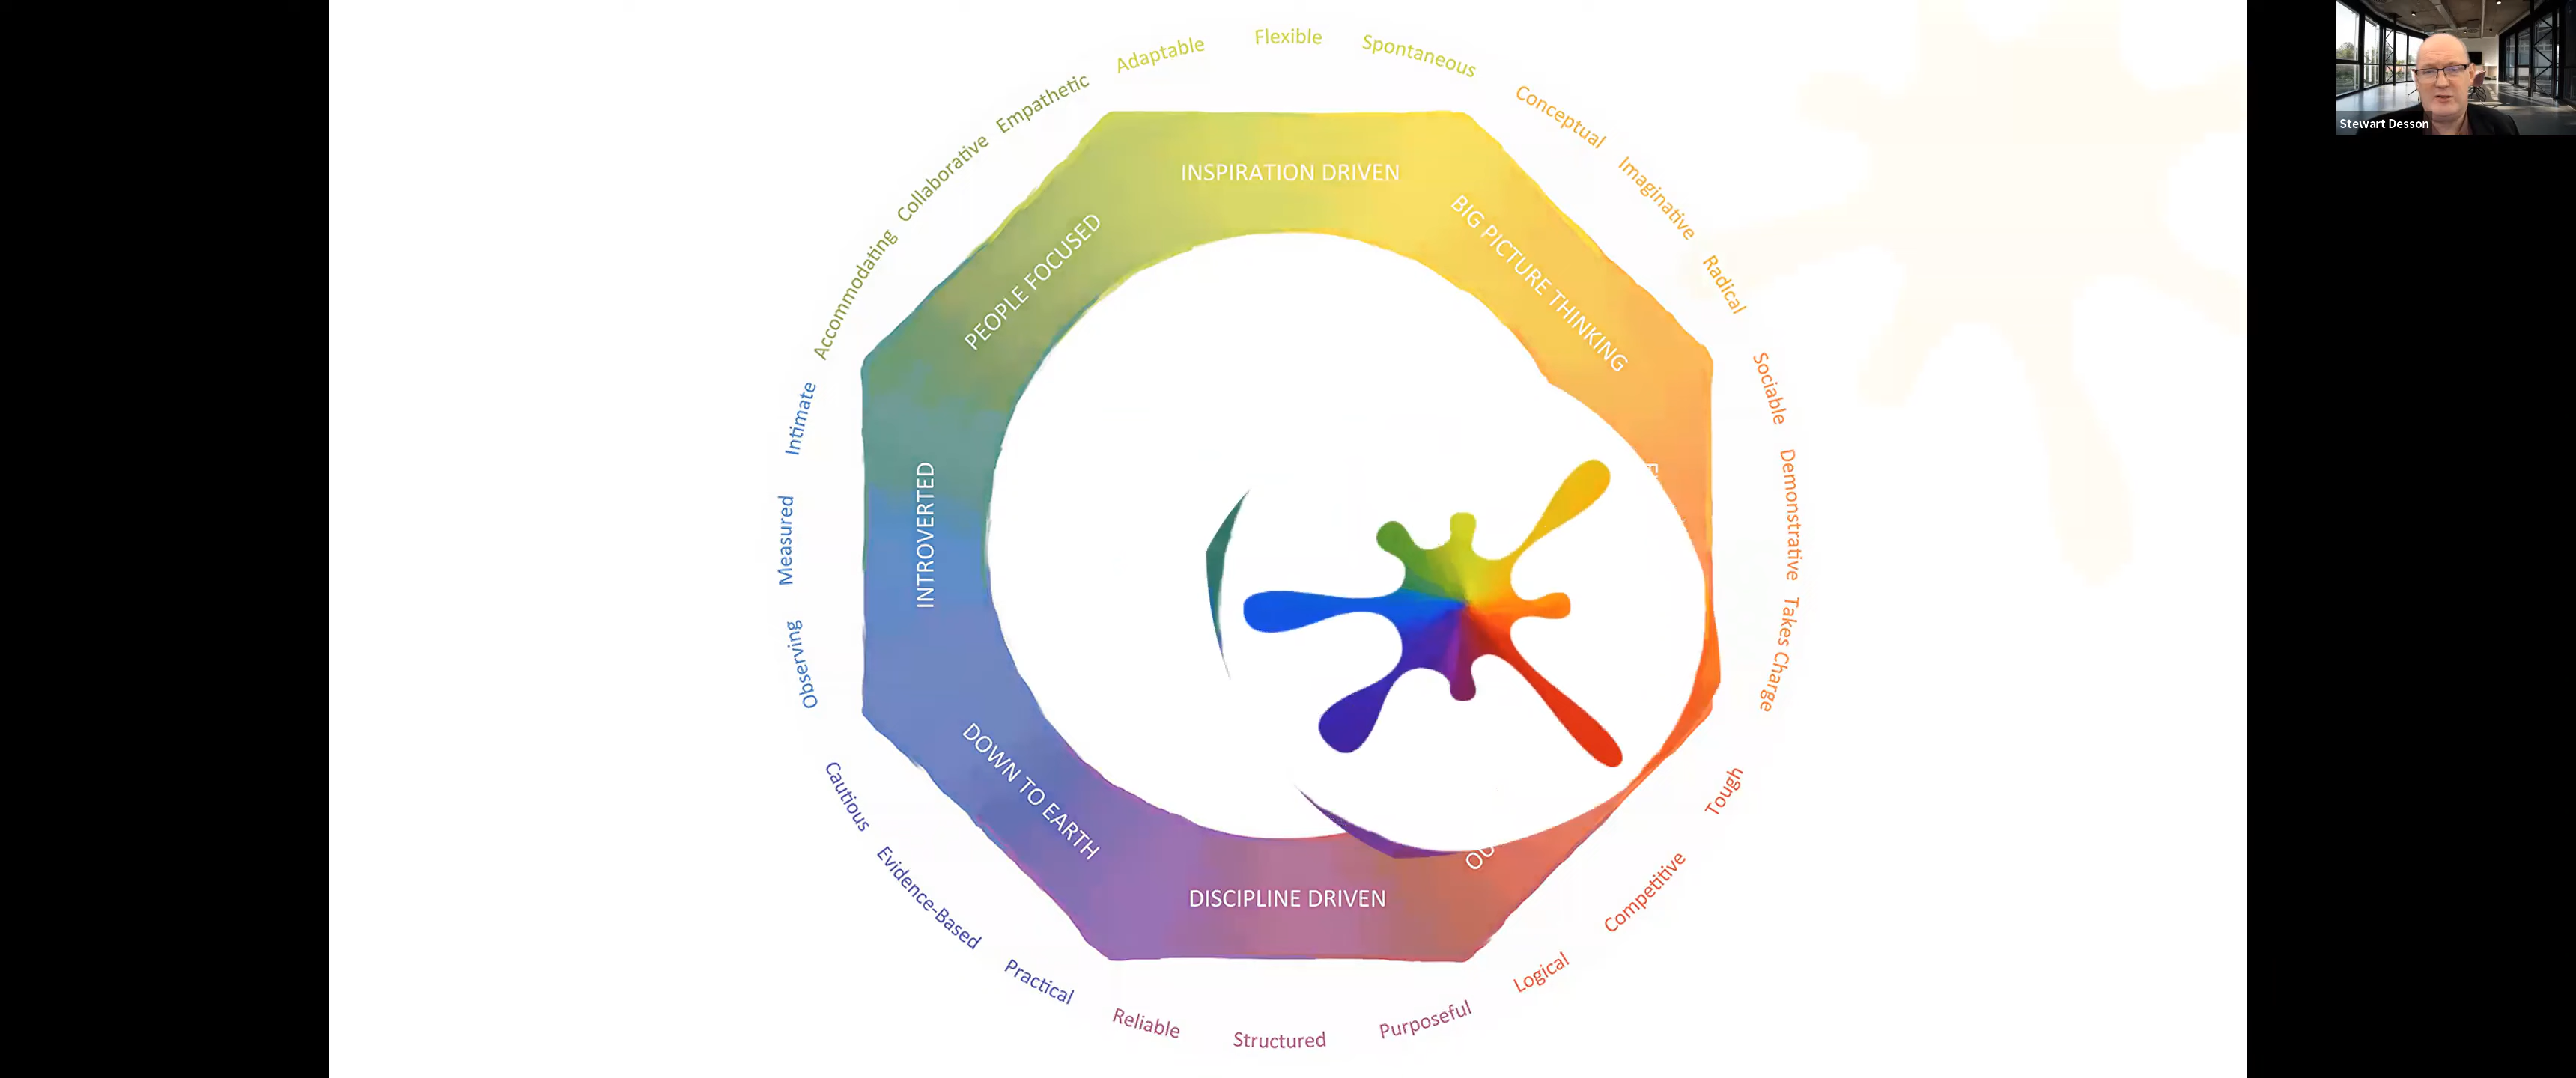 Adaptable
Flexible
Spontaneous
Conceptual
Imaginative
Radical
Sociable
Demonstrative
Takes Charge
Tough
Competitive
Logical
Purposeful
Structured
Reliable
Practical
Evidence-Based
Cautious
Observing
Measured
Intimate
Accommodating
Collaborative
Empathetic
INSPIRATION DRIVEN
BIG PICTURE THINKING
DISCIPLINE DRIVEN
DOWN TO EARTH
INTROVERTED
PEOPLE FOCUSED
Stewart Desson